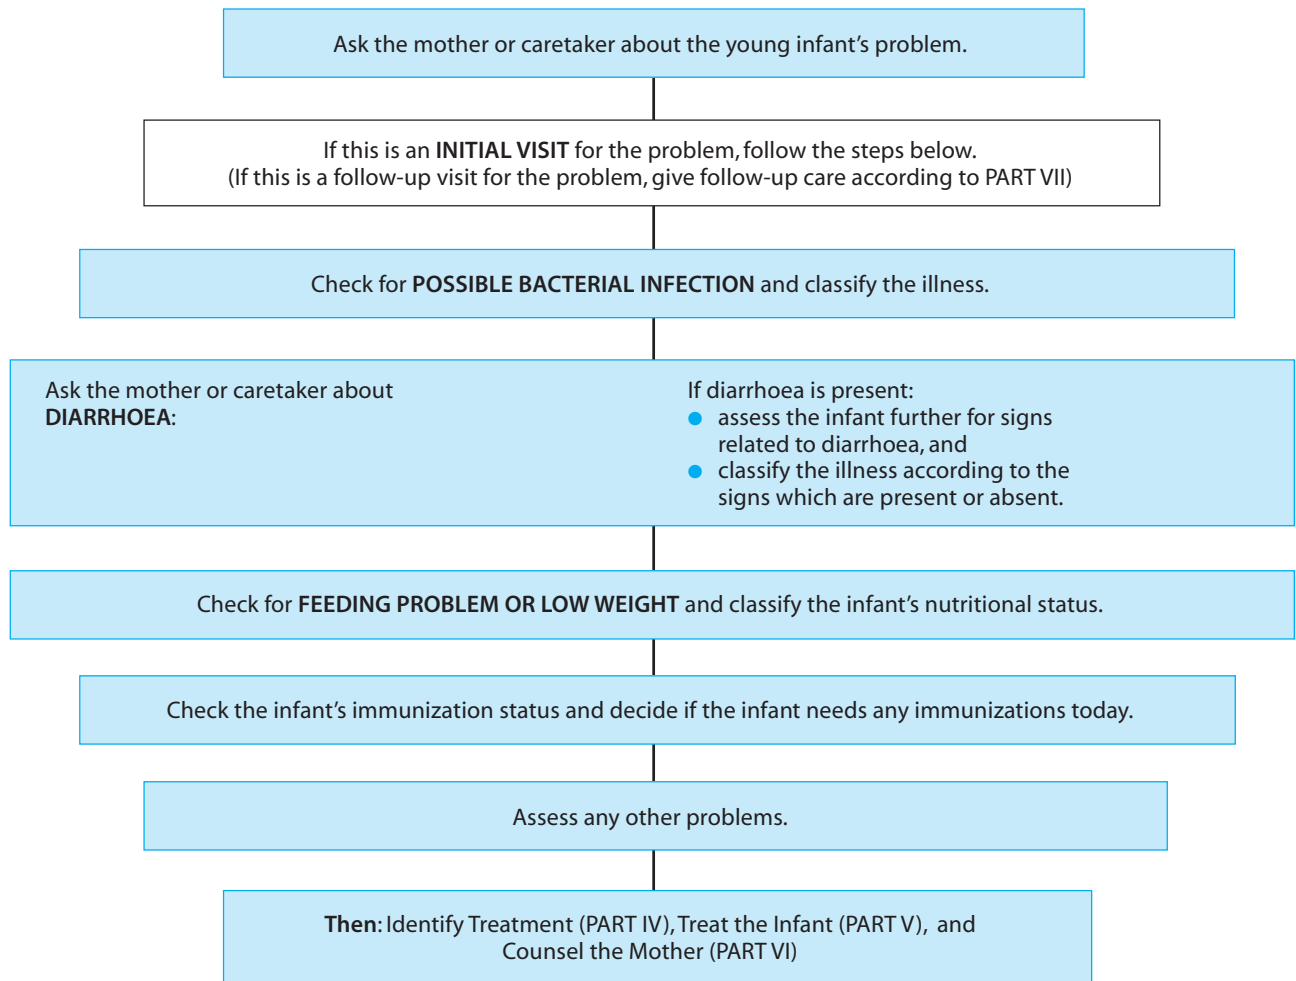 Ask the mother or caretaker about the young infant’s problem.
If this is an INITIAL VISIT for the problem, follow the steps below.
(If this is a follow-up visit for the problem, give follow-up care according to PART VII)
Check for POSSIBLE BACTERIAL INFECTION and classify the illness.
Ask the mother or caretaker about
DIARRHOEA:
If diarrhoea is present:
● assess the infant further for signs
related to diarrhoea, and
● classify the illness according to the
signs which are present or absent.
Check for FEEDING PROBLEM OR LOW WEIGHT and classify the infant’s nutritional status.
Check the infant’s immunization status and decide if the infant needs any immunizations today.
Assess any other problems.
Then: Identify Treatment (PART IV), Treat the Infant (PART V), and
Counsel the Mother (PART VI)